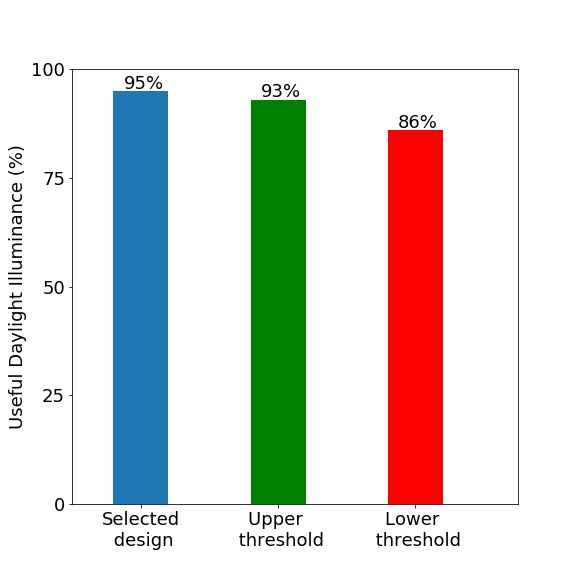 Useful Daylight Illuminance (%)
100
75
50
25
0
95%
93%
86%
Selected
design
Upper
threshold
Lower
threshold